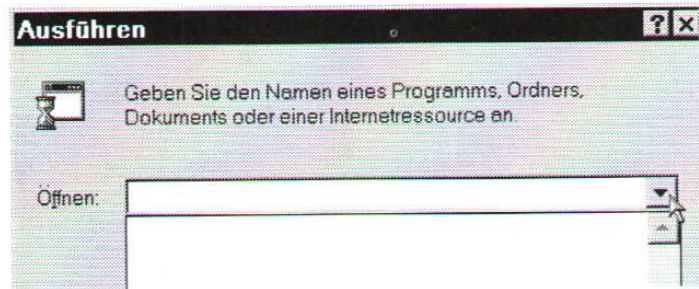 Ausführen
Geben Sie den Namen eines Programms, Ordners,
Dokuments oder einer Internetressource an.
Öffnen: